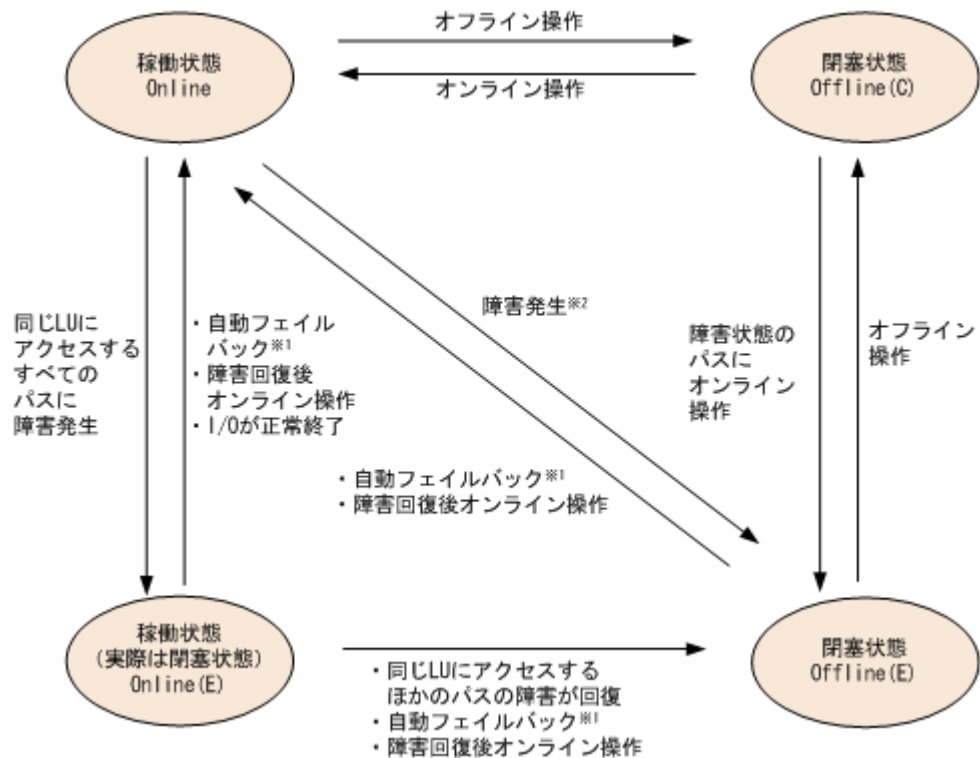 オフライン操作
稼働状態
Online
閉塞状態
Offline(C)
オンライン操作
同じLUに
アクセスする
すべての
パスに
障害発生
・自動フェイル
バック※1
・障害回復後
オンライン操作
・I/Oが正常終了
障害発生※2
障害状態の
パスに
オンライン
操作
オフライン
操作
・自動フェイルバック※1
・障害回復後オンライン操作
稼働状態
(実際は閉塞状態)
Online(E)
閉塞状態
Offline(E)
・同じLUにアクセスする
ほかのパスの障害が回復
・自動フェイルバック※1
・障害回復後オンライン操作